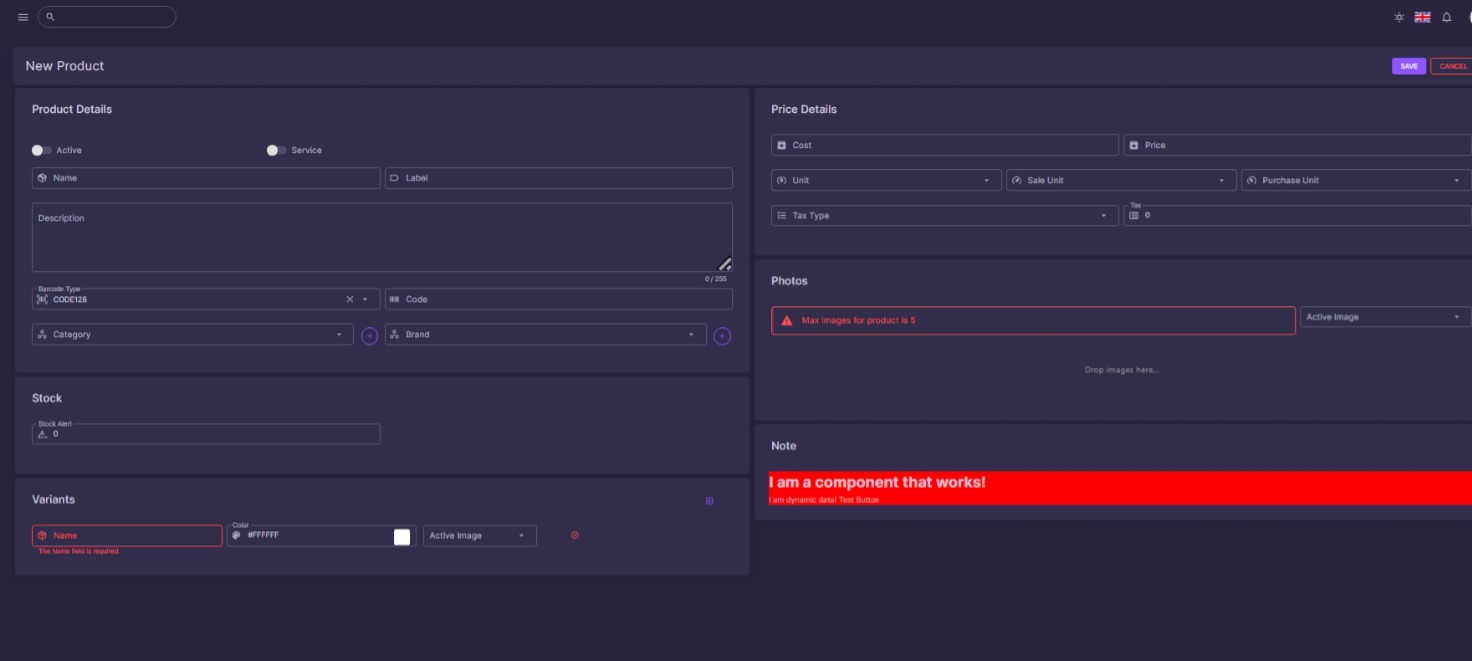 New Product
SAVE
CANCEL
Product Details
Active
Service
Name
Label
Description
0 / 255
Barcode Type
CODE128
Code
Category
Brand
Stock
Stock Alert
0
Variants
Name
The Name field is required.
Color
#FFFFFF
Active Image
Price Details
Cost
Price
Unit
Sale Unit
Purchase Unit
Tax Type
Tax
0
Photos
Max images for product is 5
Active Image
Drop images here...
Note
I am a component that works!
I am dynamic data! Test Button